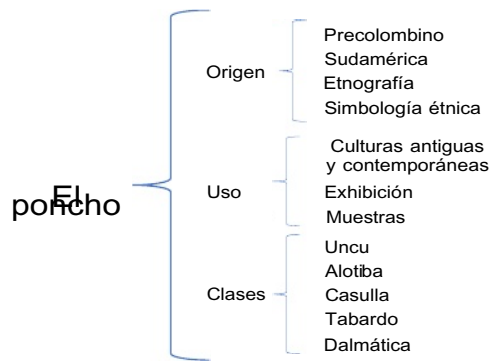 El
poncho
Origen
Precolombino
Sudamérica
Etnografía
Simbología étnica
Uso
Culturas antiguas
y contemporáneas
Exhibición
Muestras
Clases
Uncu
Alotiba
Casulla
Tabardo
Dalmática